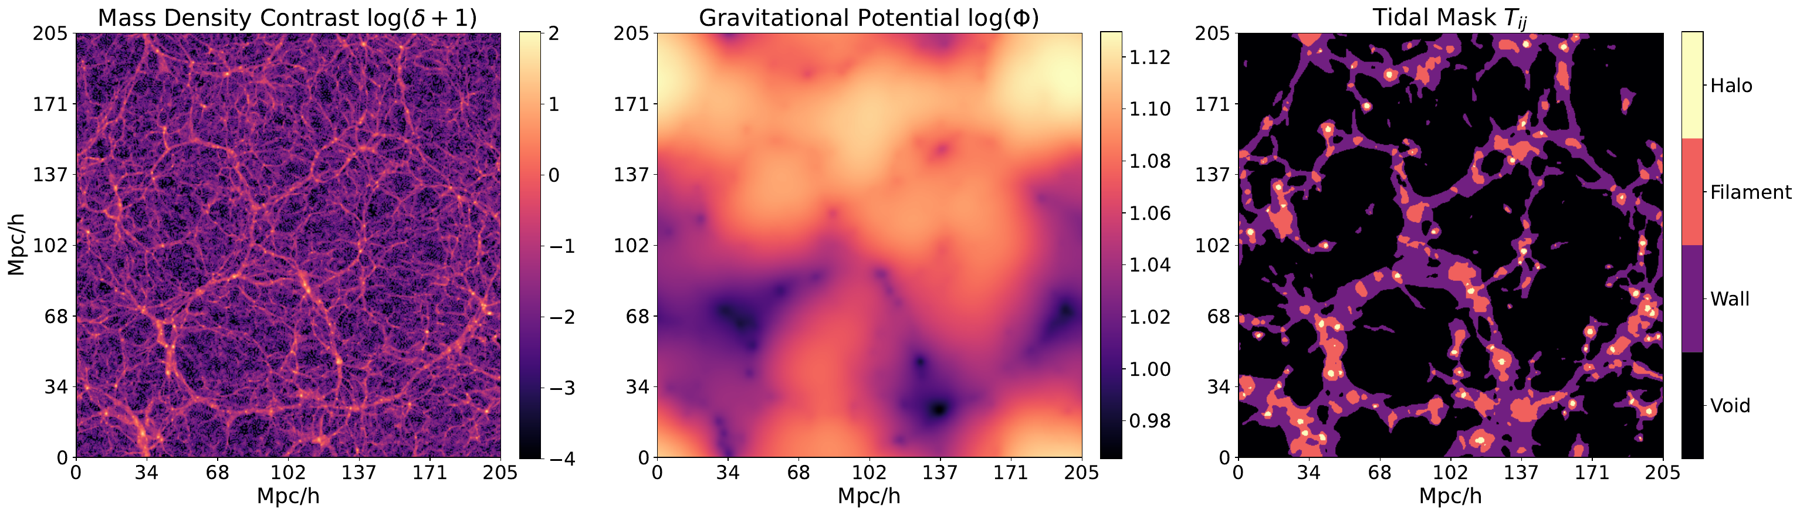 Mass Density Contrast log(δ + 1)
205
171
137
102
68
34
0
Mpc/h
0 34 68 102 137 171 205
Mpc/h
2
1
0
−1
−2
−3
−4
Gravitational Potential log(Φ)
205
171
137
102
68
34
0
0 34 68 102 137 171 205
Mpc/h
1.12
1.10
1.08
1.06
1.04
1.02
1.00
0.98
Tidal Mask T_ij
205
171
137
102
68
34
0
0 34 68 102 137 171 205
Mpc/h
Halo
Filament
Wall
Void